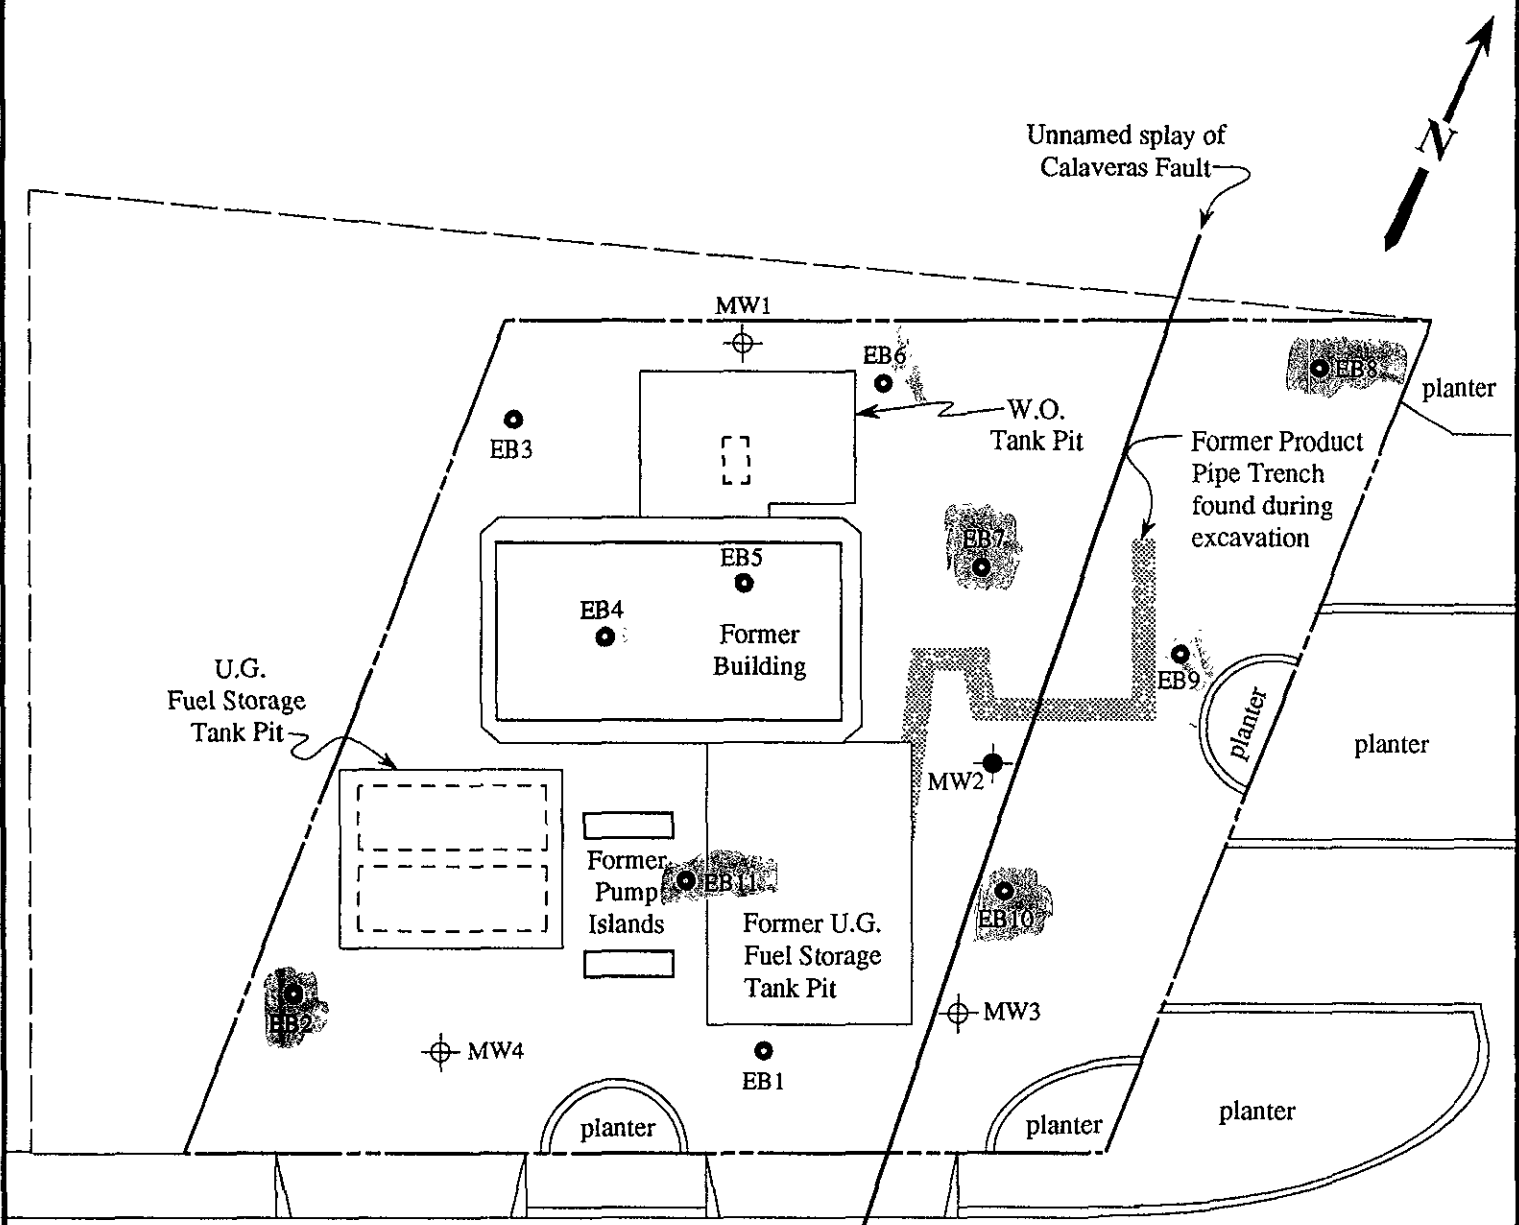 N
Unnamed splay of
Calaveras Fault
MW1
EB6
EB8
planter
EB3
W.O.
Tank Pit
Former Product
Pipe Trench
found during
excavation
EB7
EB5
EB4
Former
Building
U.G.
Fuel Storage
Tank Pit
EB9
planter
planter
MW2
Former
Pump
Islands
EB11
EB10
Former U.G.
Fuel Storage
Tank Pit
EB2
MW3
MW4
EB1
planter
planter
planter